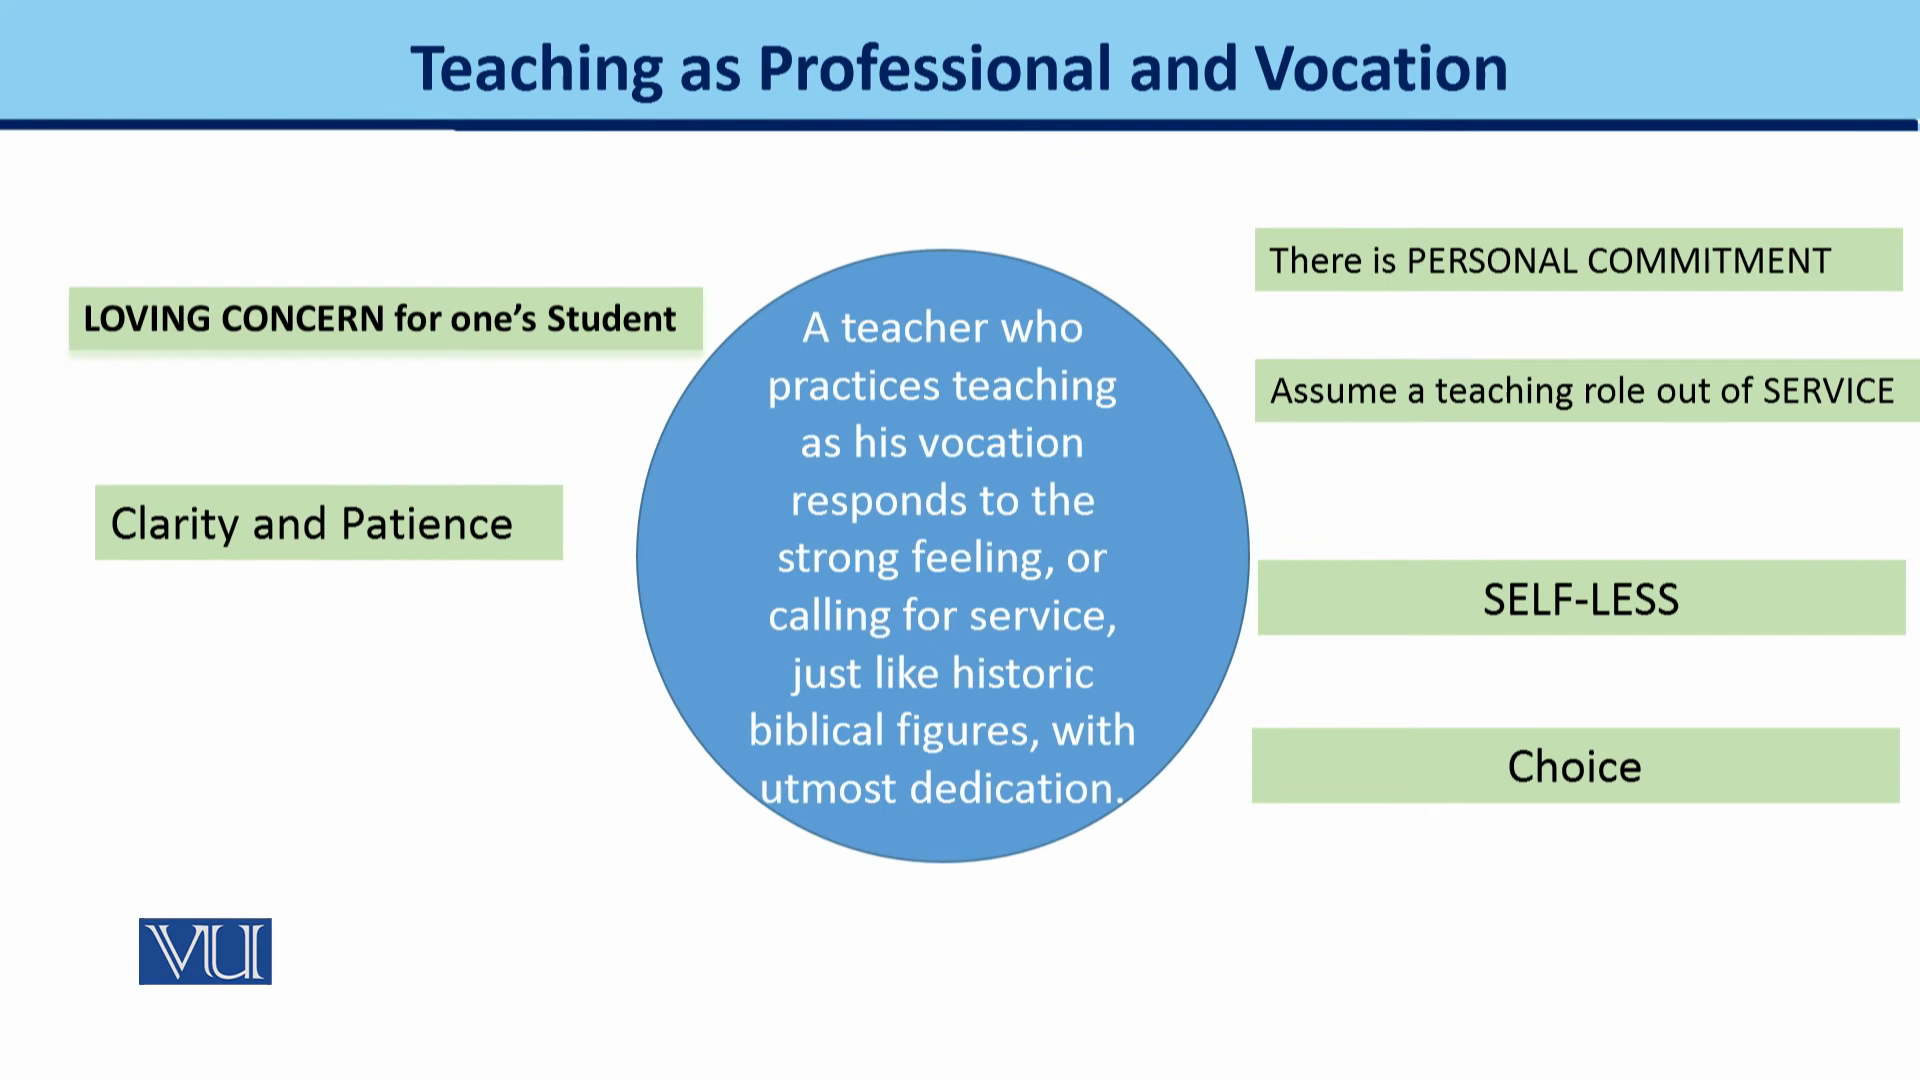 Teaching as Professional and Vocation
LOVING CONCERN for one’s Student
Clarity and Patience
A teacher who
practices teaching
as his vocation
responds to the
strong feeling, or
calling for service,
just like historic
biblical figures, with
utmost dedication.
There is PERSONAL COMMITMENT
Assume a teaching role out of SERVICE
SELF-LESS
Choice
VU